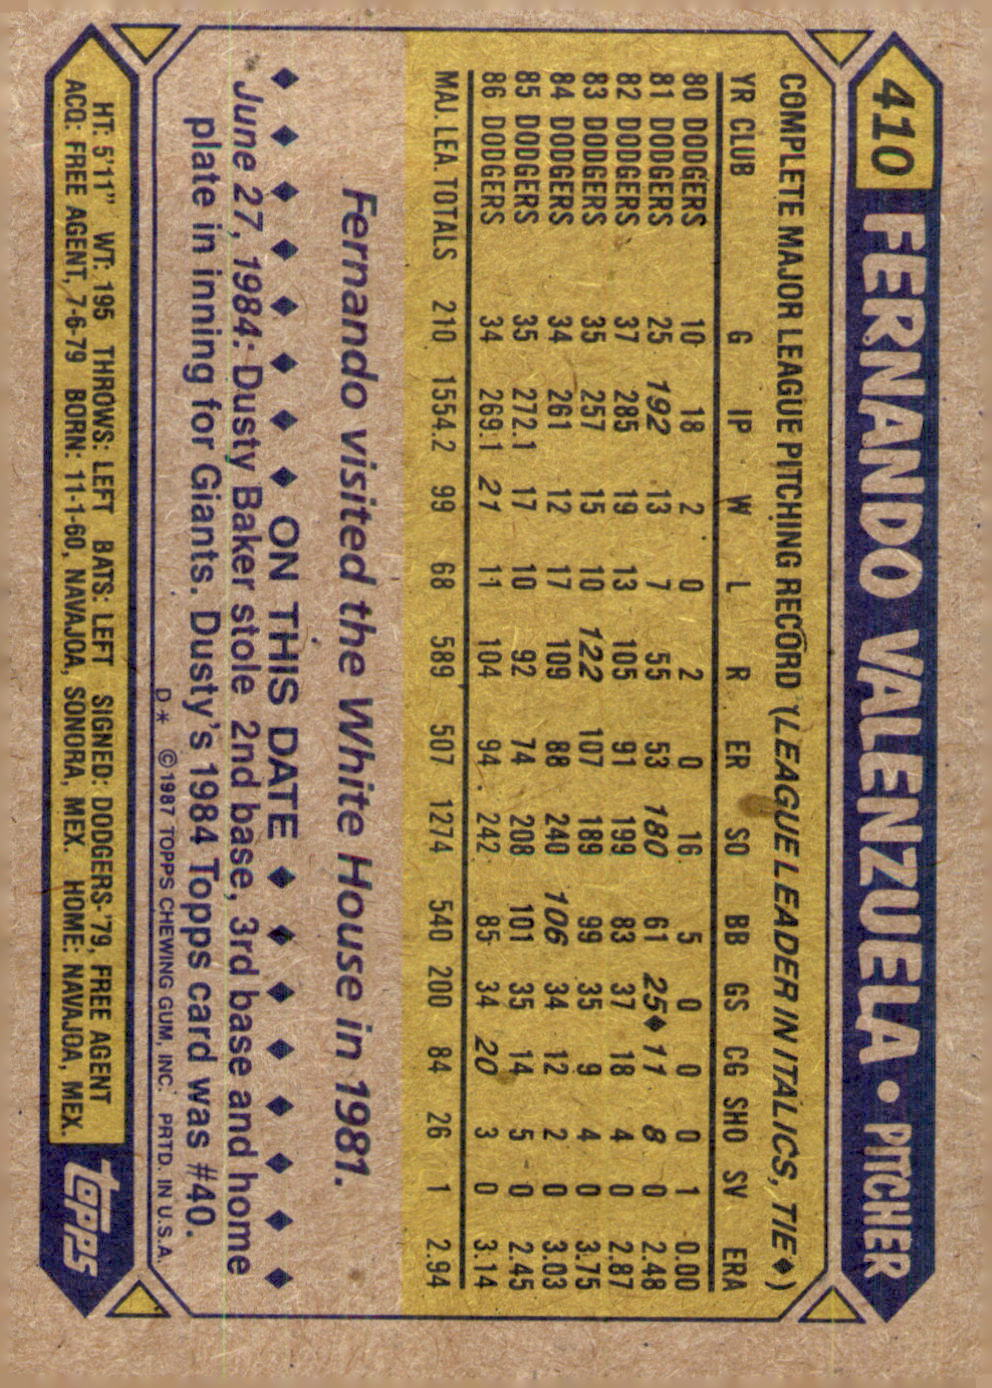 410 FERNANDO VALENZUELA • PITCHER
COMPLETE MAJOR LEAGUE PITCHING RECORD (LEAGUE LEADER IN ITALICS, TIE♦)
YR CLUB G IP W L R ER SO BB GS CG SHO SV ERA
80 DODGERS 10 18 2 0 2 0 16 5 0 0 0 1 0.00
81 DODGERS 25 192 13 7 55 53 180 61 25♦ 11 8 0 2.48
82 DODGERS 37 285 19 13 105 91 199 83 37 18 4 0 2.87
83 DODGERS 35 257 15 10 122 107 189 99 35 9 4 0 3.75
84 DODGERS 34 261 12 17 109 88 240 106 34 12 2 0 3.03
85 DODGERS 35 272.1 17 10 92 74 208 101 35 14 5 0 2.45
86 DODGERS 34 269.1 21 11 104 94 242 85 34 20 3 0 3.14
MAJ. LEA. TOTALS 210 1554.2 99 68 589 507 1274 540 200 84 26 1 2.94
Fernando visited the White House in 1981.
♦ ♦ ♦ ♦ ♦ ♦ ♦ ♦ ON THIS DATE ♦ ♦ ♦ ♦ ♦ ♦ ♦ ♦
June 27, 1984: Dusty Baker stole 2nd base, 3rd base and home
plate in inning for Giants. Dusty's 1984 Topps card was #40.
D* ©1987 TOPPS CHEWING GUM, INC. PRTD. IN U.S.A.
HT: 5'11" WT: 195 THROWS: LEFT BATS: LEFT SIGNED: DODGERS-'79, FREE AGENT
ACQ: FREE AGENT, 7-6-79 BORN: 11-1-60, NAVAJOA, SONORA, MEX. HOME: NAVAJOA, MEX.
topps